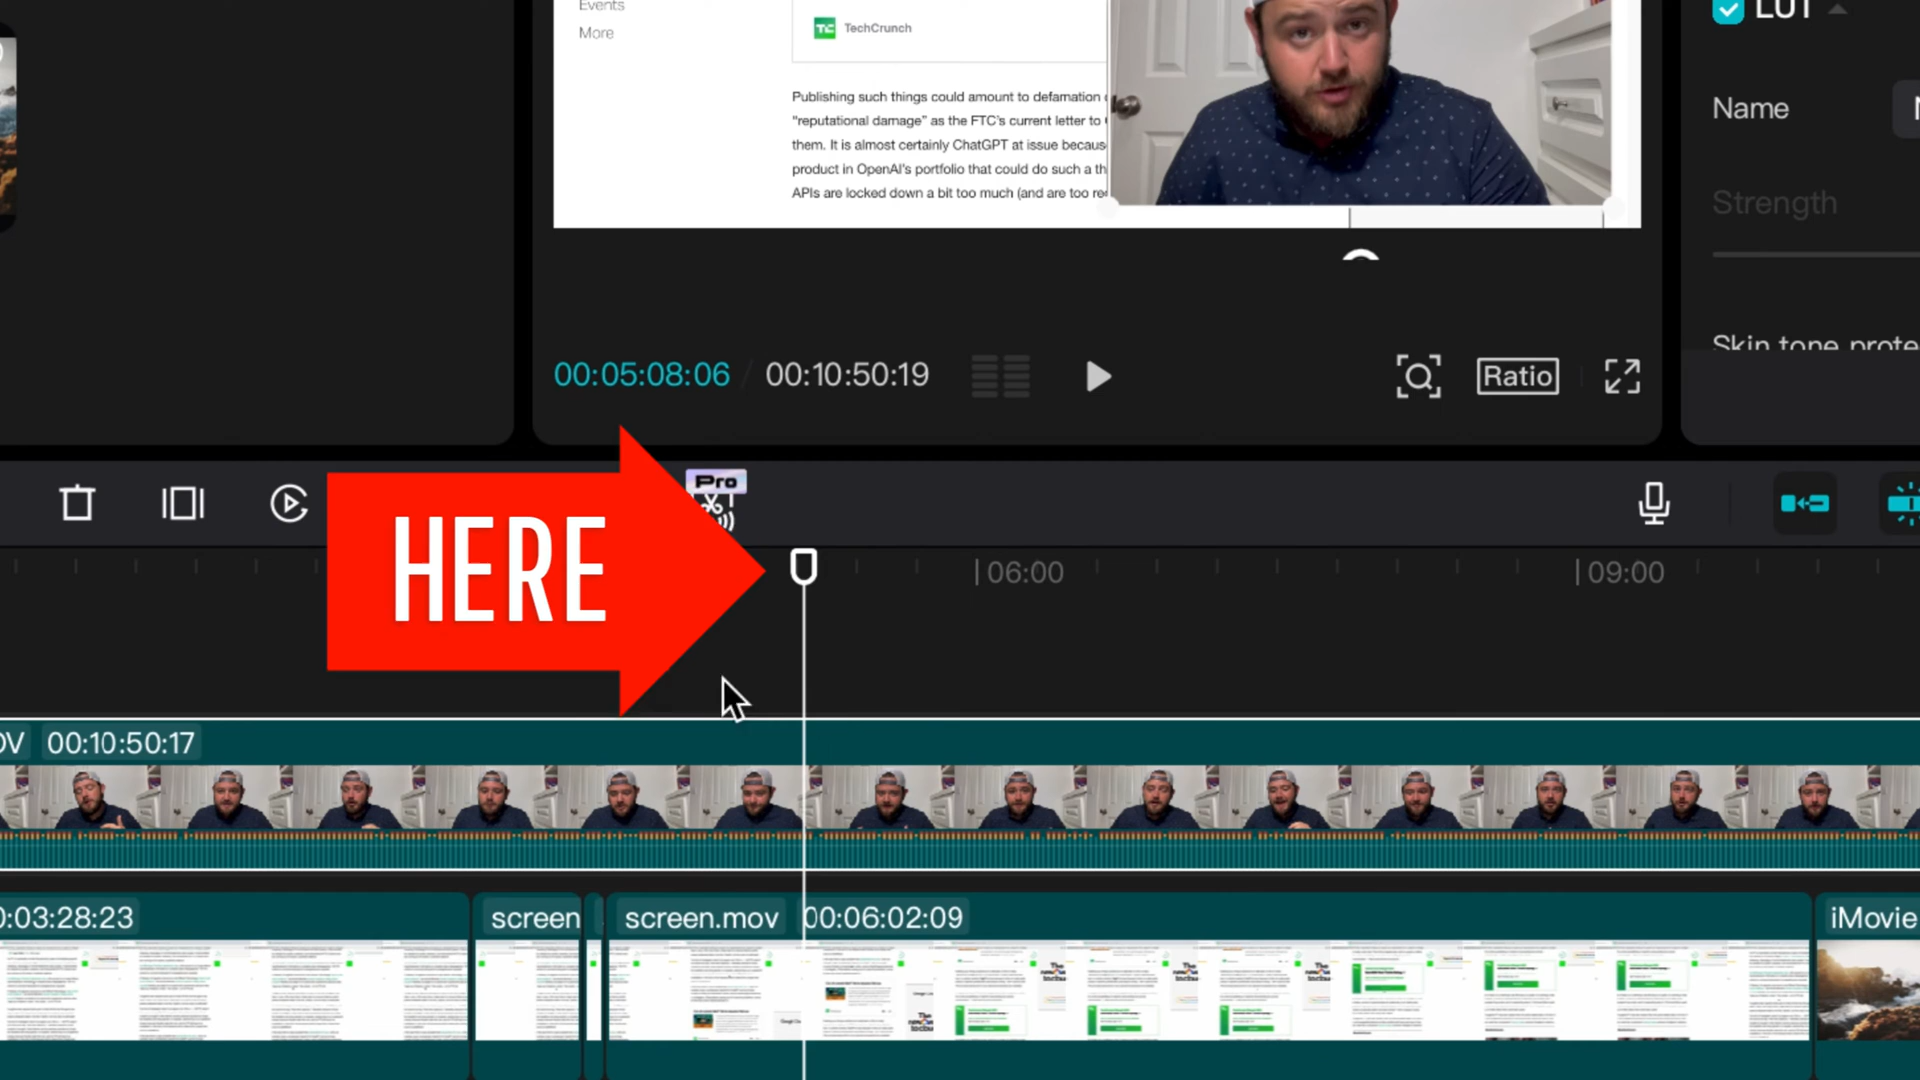 Events
More
TechCrunch
Publishing such things could amount to defamation
"reputational damage" as the FTC's current letter to
them. It is almost certainly ChatGPT at issue becaus
product in OpenAI's portfolio that could do such a th
APIs are locked down a bit too much (and are too re
LUT
Name
Strength
Skin tone prote
00:05:08:06 / 00:10:50:19
Ratio
Pro
HERE
06:00
09:00
OV 00:10:50:17
0:03:28:23
screen
screen.mov 00:06:02:09
iMovie